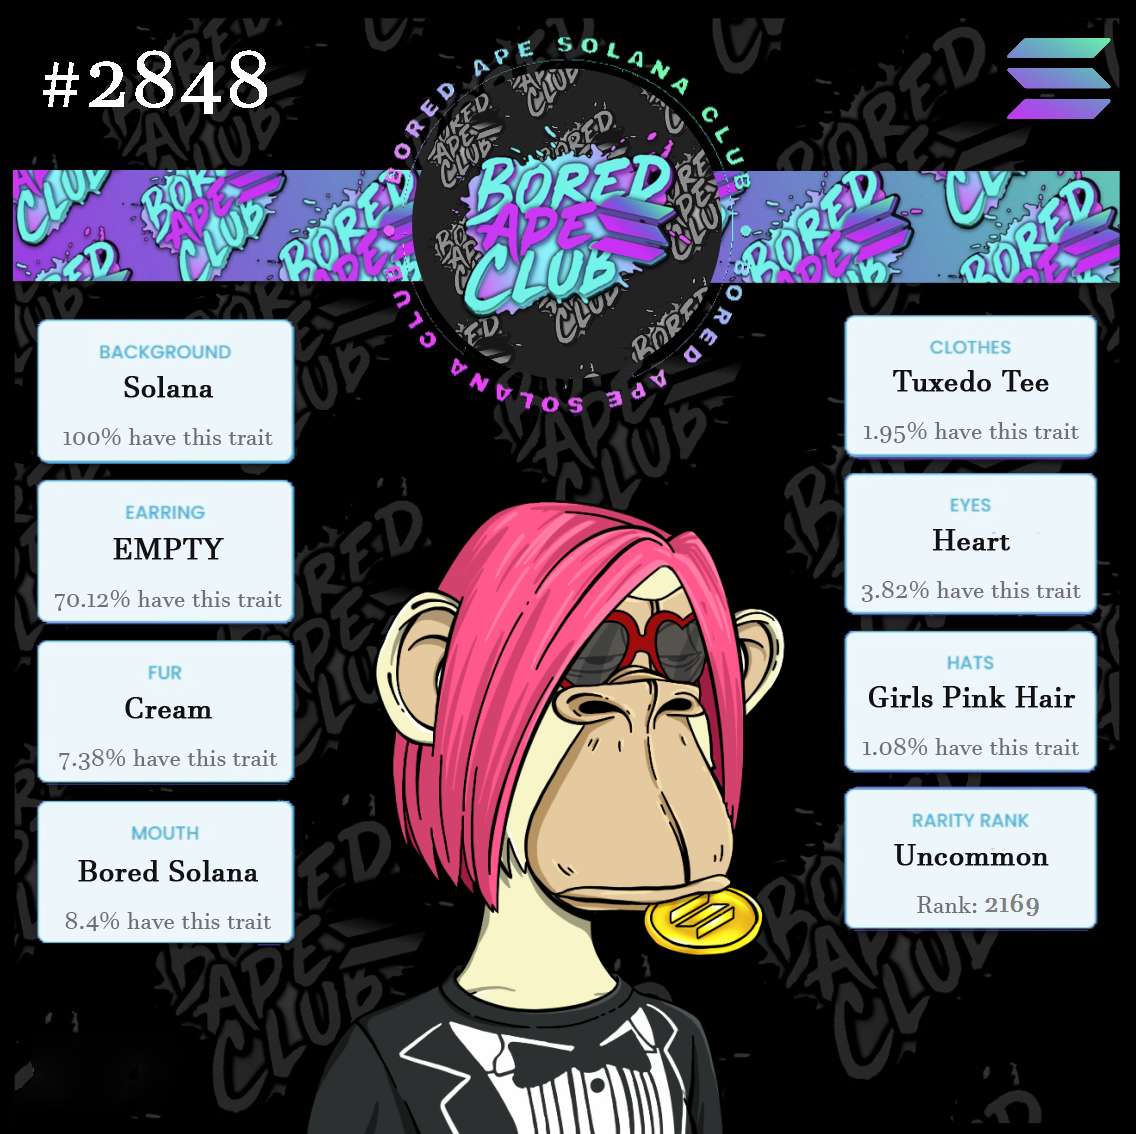 #2848
BORED APE SOLANA CLUB
BORED APE SOLANA CLUB
BORED
APE
CLUB
BACKGROUND
Solana
100% have this trait
EARRING
EMPTY
70.12% have this trait
FUR
Cream
7.38% have this trait
MOUTH
Bored Solana
8.4% have this trait
CLOTHES
Tuxedo Tee
1.95% have this trait
EYES
Heart
3.82% have this trait
HATS
Girls Pink Hair
1.08% have this trait
RARITY RANK
Uncommon
Rank: 2169